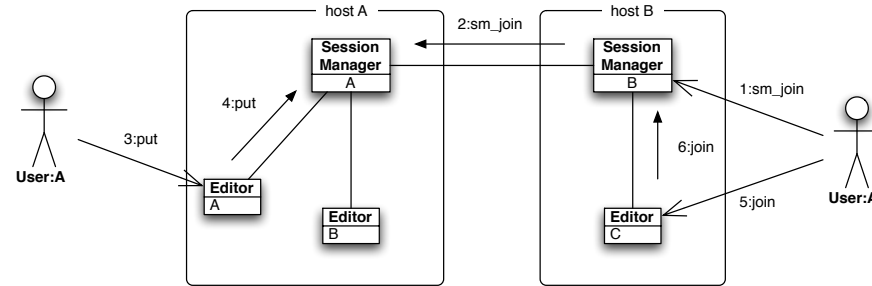 host A
host B
2:sm_join
Session
Manager
A
Session
Manager
B
4:put
1:sm_join
3:put
6:join
User:A
Editor
A
Editor
B
Editor
C
5:join
User:A